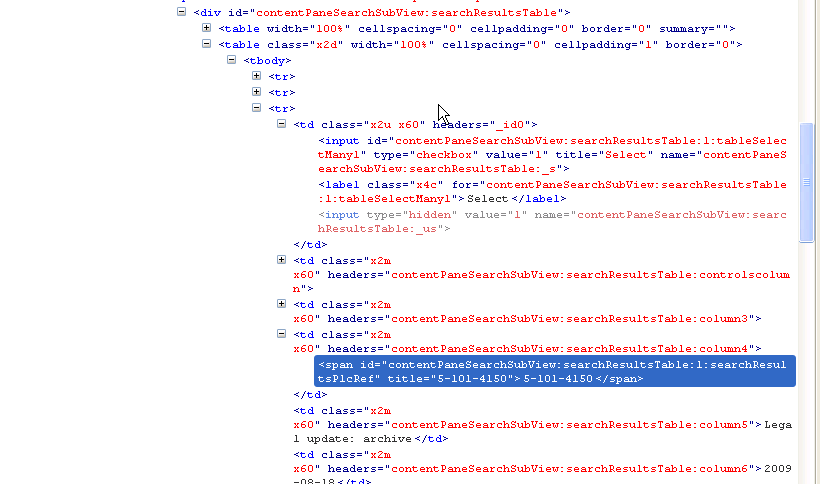 <div id="contentPaneSearchSubView:searchResultsTable">
<table width="100%" cellspacing="0" cellpadding="0" border="0" summary="">
<table class="x2d" width="100%" cellspacing="0" cellpadding="1" border="0">
<tbody>
<tr>
<tr>
<tr>
<td class="x2u x60" headers="_id0">
<input id="contentPaneSearchSubView:searchResultsTable:1:tableSelec
tMany1" type="checkbox" value="1" title="Select" name="contentPaneS
earchSubView:searchResultsTable:_s">
<label class="x4c" for="contentPaneSearchSubView:searchResultsTable
:1:tableSelectMany1">Select</label>
<input type="hidden" value="1" name="contentPaneSearchSubView:searc
hResultsTable:_us">
</td>
<td class="x2m
x60" headers="contentPaneSearchSubView:searchResultsTable:controlscolum
n">
<td class="x2m
x60" headers="contentPaneSearchSubView:searchResultsTable:column3">
<td class="x2m
x60" headers="contentPaneSearchSubView:searchResultsTable:column4">
<span id="contentPaneSearchSubView:searchResultsTable:1:searchResul
tsPlcRef" title="5-101-4150">5-101-4150</span>
</td>
<td class="x2m
x60" headers="contentPaneSearchSubView:searchResultsTable:column5">Lega
l update: archive</td>
<td class="x2m
x60" headers="contentPaneSearchSubView:searchResultsTable:column6">2009
-08-18</td>